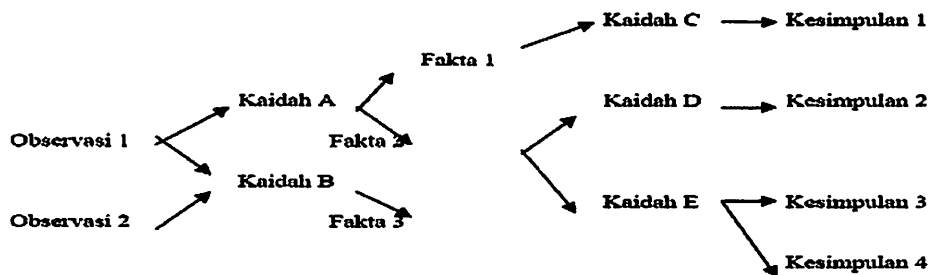 Observasi 1
Observasi 2
Kaidah A
Kaidah B
Fakta 1
Fakta 2
Fakta 3
Kaidah C
Kaidah D
Kaidah E
Kesimpulan 1
Kesimpulan 2
Kesimpulan 3
Kesimpulan 4